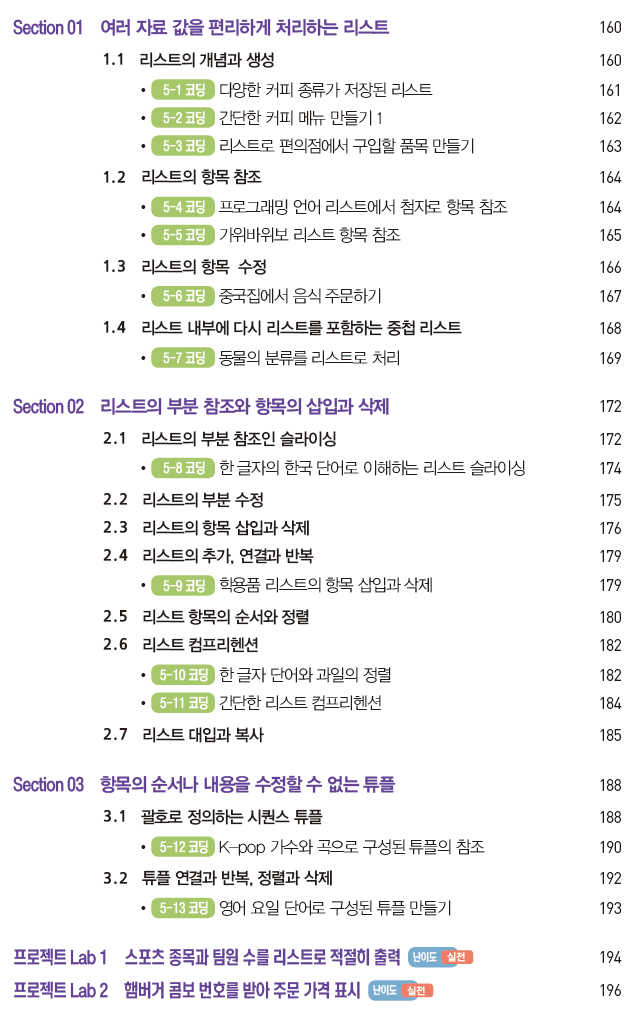 Section 01 여러 자료 값을 편리하게 처리하는 리스트 160
1.1 리스트의 개념과 생성 160
• 5-1 코딩 다양한 커피 종류가 저장된 리스트 161
• 5-2 코딩 간단한 커피 메뉴 만들기 1 162
• 5-3 코딩 리스트로 편의점에서 구입할 품목 만들기 163
1.2 리스트의 항목 참조 164
• 5-4 코딩 프로그래밍 언어 리스트에서 첨자로 항목 참조 164
• 5-5 코딩 가위바위보 리스트 항목 참조 165
1.3 리스트의 항목 수정 166
• 5-6 코딩 중국집에서 음식 주문하기 167
1.4 리스트 내부에 다시 리스트를 포함하는 중첩 리스트 168
• 5-7 코딩 동물의 분류를 리스트로 처리 169
Section 02 리스트의 부분 참조와 항목의 삽입과 삭제 172
2.1 리스트의 부분 참조인 슬라이싱 172
• 5-8 코딩 한 글자의 한국 단어로 이해하는 리스트 슬라이싱 174
2.2 리스트의 부분 수정 175
2.3 리스트의 항목 삽입과 삭제 176
2.4 리스트의 추가, 연결과 반복 179
• 5-9 코딩 학용품 리스트의 항목 삽입과 삭제 179
2.5 리스트 항목의 순서와 정렬 180
2.6 리스트 컴프리헨션 182
• 5-10 코딩 한 글자 단어와 과일의 정렬 182
• 5-11 코딩 간단한 리스트 컴프리헨션 184
2.7 리스트 대입과 복사 185
Section 03 항목의 순서나 내용을 수정할 수 없는 튜플 188
3.1 괄호로 정의하는 시퀀스 튜플 188
• 5-12 코딩 K-pop 가수와 곡으로 구성된 튜플의 참조 190
3.2 튜플 연결과 반복, 정렬과 삭제 192
• 5-13 코딩 영어 요일 단어로 구성된 튜플 만들기 193
프로젝트 Lab 1 스포츠 종목과 팀원 수를 리스트로 적절히 출력 난이도 실전 194
프로젝트 Lab 2 햄버거 콤보 번호를 받아 주문 가격 표시 난이도 실전 196